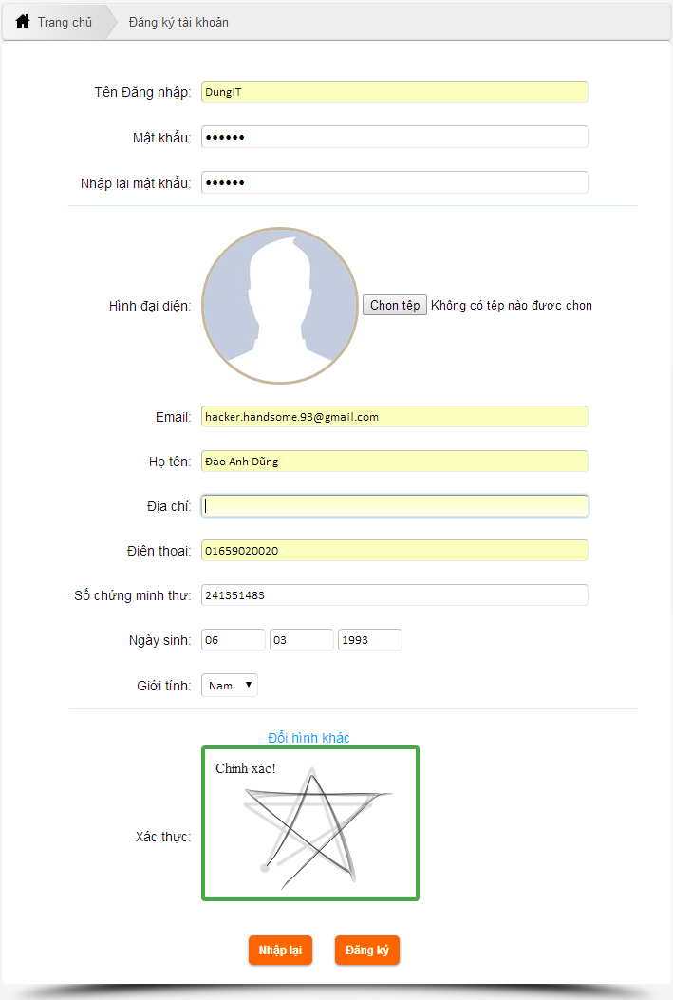 Trang chủ Đăng ký tài khoản
Tên Đăng nhập: DungIT
Mật khẩu: ••••••
Nhập lại mật khẩu: ••••••
Hình đại diện: Chọn tệp Không có tệp nào được chọn
Email: hacker.handsome.93@gmail.com
Họ tên: Đào Anh Dũng
Địa chỉ:
Điện thoại: 01659020020
Số chứng minh thư: 241351483
Ngày sinh: 06 03 1993
Giới tính: Nam
Đổi hình khác
Chính xác!
Xác thực:
Nhập lại Đăng ký